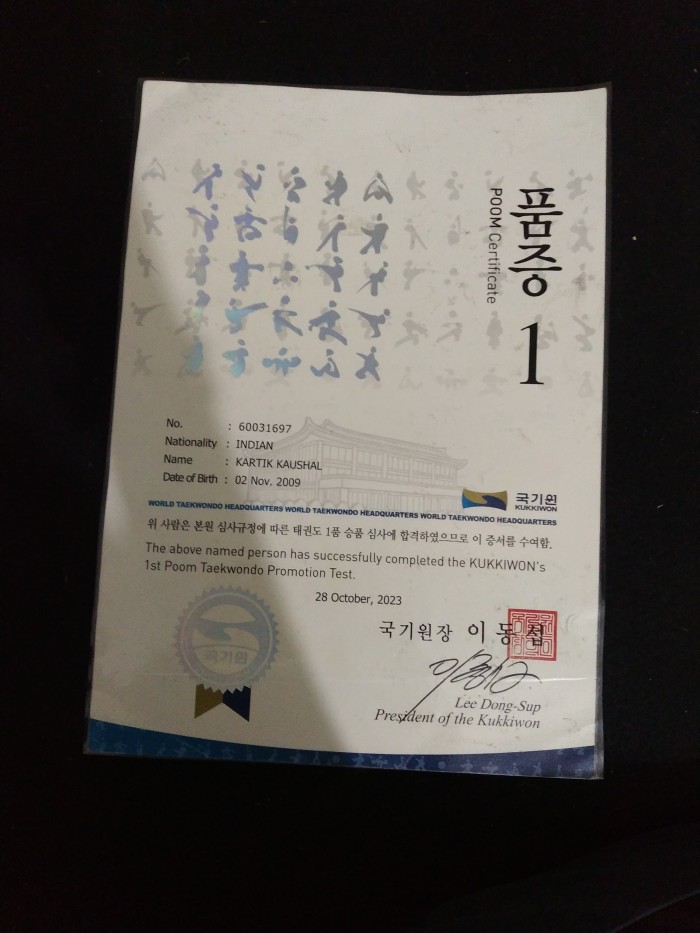 품증 1
POOM Certificate
No. : 60031697
Nationality : INDIAN
Name : KARTIK KAUSHAL
Date of Birth : 02 Nov. 2009
국기원
KUKKIWON
WORLD TAEKWONDO HEADQUARTERS WORLD TAEKWONDO HEADQUARTERS WORLD TAEKWONDO HEADQUARTERS
위 사람은 본원 심사규정에 따른 태권도 1품 승품 심사에 합격하였으므로 이 증서를 수여함.
The above named person has successfully completed the KUKKIWON's
1st Poom Taekwondo Promotion Test.
28 October, 2023
국기원
국기원장 이동섭
Lee Dong-Sup
President of the Kukkiwon